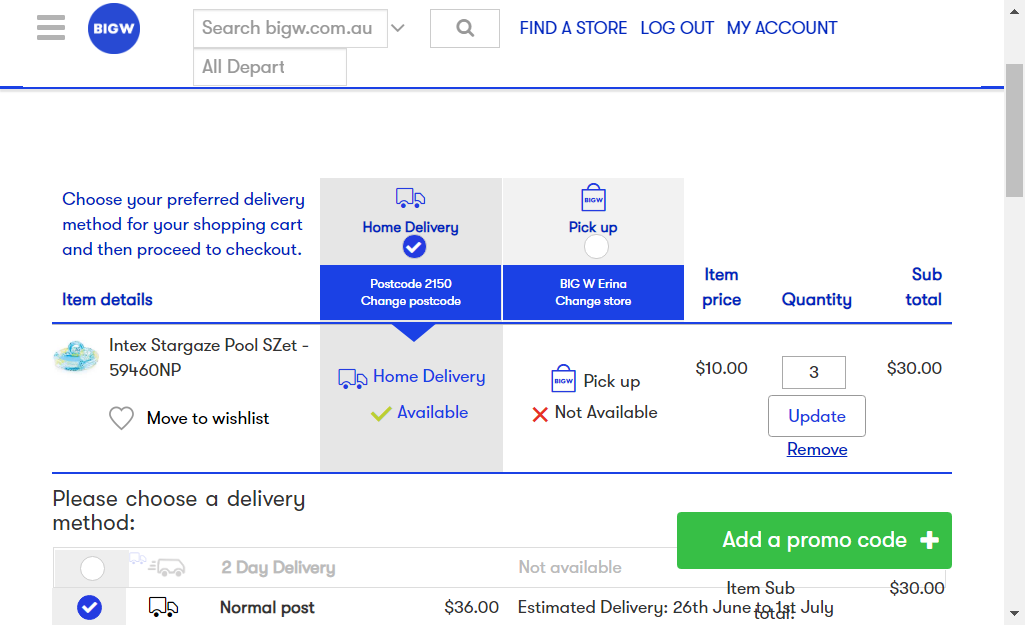 BIGW
Search bigw.com.au
FIND A STORE LOG OUT MY ACCOUNT
All Depart
Choose your preferred delivery
method for your shopping cart
and then proceed to checkout.
Home Delivery
BIGW
Pick up
Item details
Postcode 2150
Change postcode
BIG W Erina
Change store
Item
price
Quantity
Sub
total
Intex Stargaze Pool SZet -
59460NP
Move to wishlist
Home Delivery
Available
BIGW
Pick up
Not Available
$10.00
3
$30.00
Update
Remove
Please choose a delivery
method:
Add a promo code
2 Day Delivery
Not available
Item Sub
total:
$30.00
Normal post
$36.00
Estimated Delivery: 26th June to 1st July